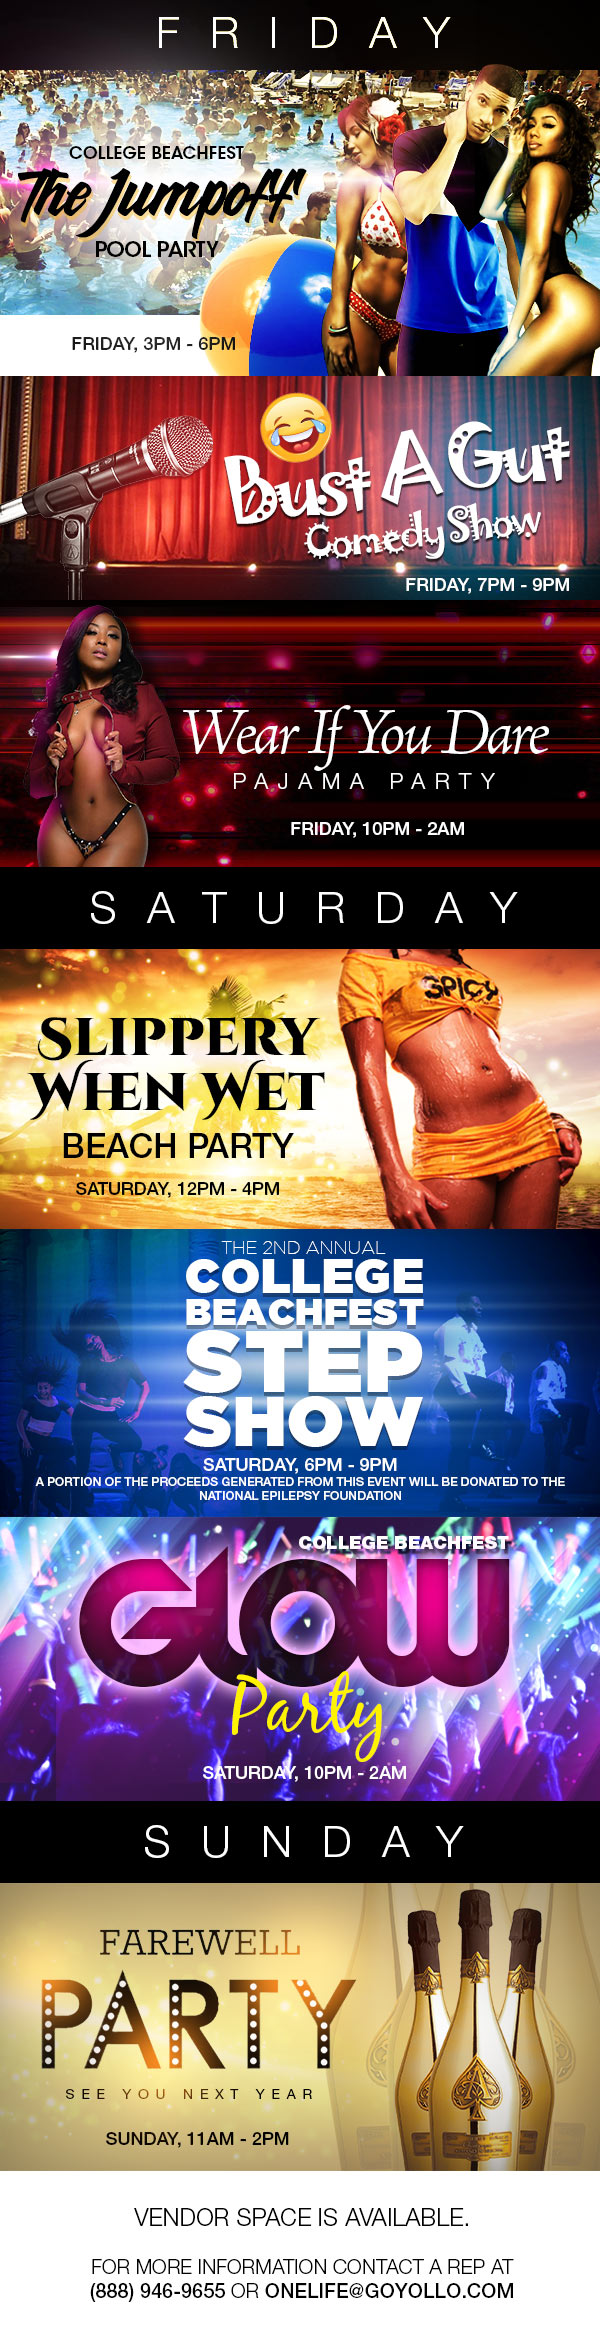 FRIDAY
COLLEGE BEACHFEST
The Jumpoff
POOL PARTY
FRIDAY, 3PM - 6PM
Bust A Gut
Comedy Show
FRIDAY, 7PM - 9PM
Wear If You Dare
PAJAMA PARTY
FRIDAY, 10PM - 2AM
SATURDAY
SPICY
SLIPPERY
WHEN WET
BEACH PARTY
SATURDAY, 12PM - 4PM
THE 2ND ANNUAL
COLLEGE
BEACHFEST
STEP
SHOW
SATURDAY, 6PM - 9PM
A PORTION OF THE PROCEEDS GENERATED FROM THIS EVENT WILL BE DONATED TO THE
NATIONAL EPILEPSY FOUNDATION
COLLEGE BEACHFEST
GLOW
Party
SATURDAY, 10PM - 2AM
SUNDAY
FAREWELL
PARTY
SEE YOU NEXT YEAR
SUNDAY, 11AM - 2PM
VENDOR SPACE IS AVAILABLE.
FOR MORE INFORMATION CONTACT A REP AT
(888) 946-9655 OR ONELIFE@GOYOLLO.COM